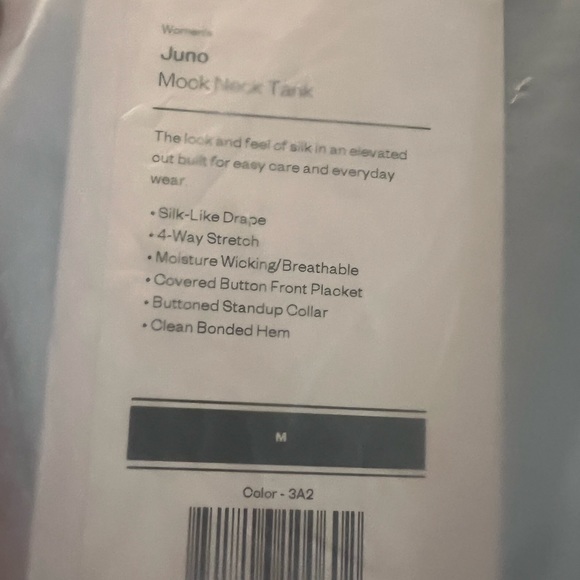 Women's
Juno
Mock Neck Tank
The look and feel of silk in an elevated
out built for easy care and everyday
wear.
• Silk-Like Drape
• 4-Way Stretch
• Moisture Wicking/Breathable
• Covered Button Front Placket
• Buttoned Standup Collar
• Clean Bonded Hem
M
Color - 3A2